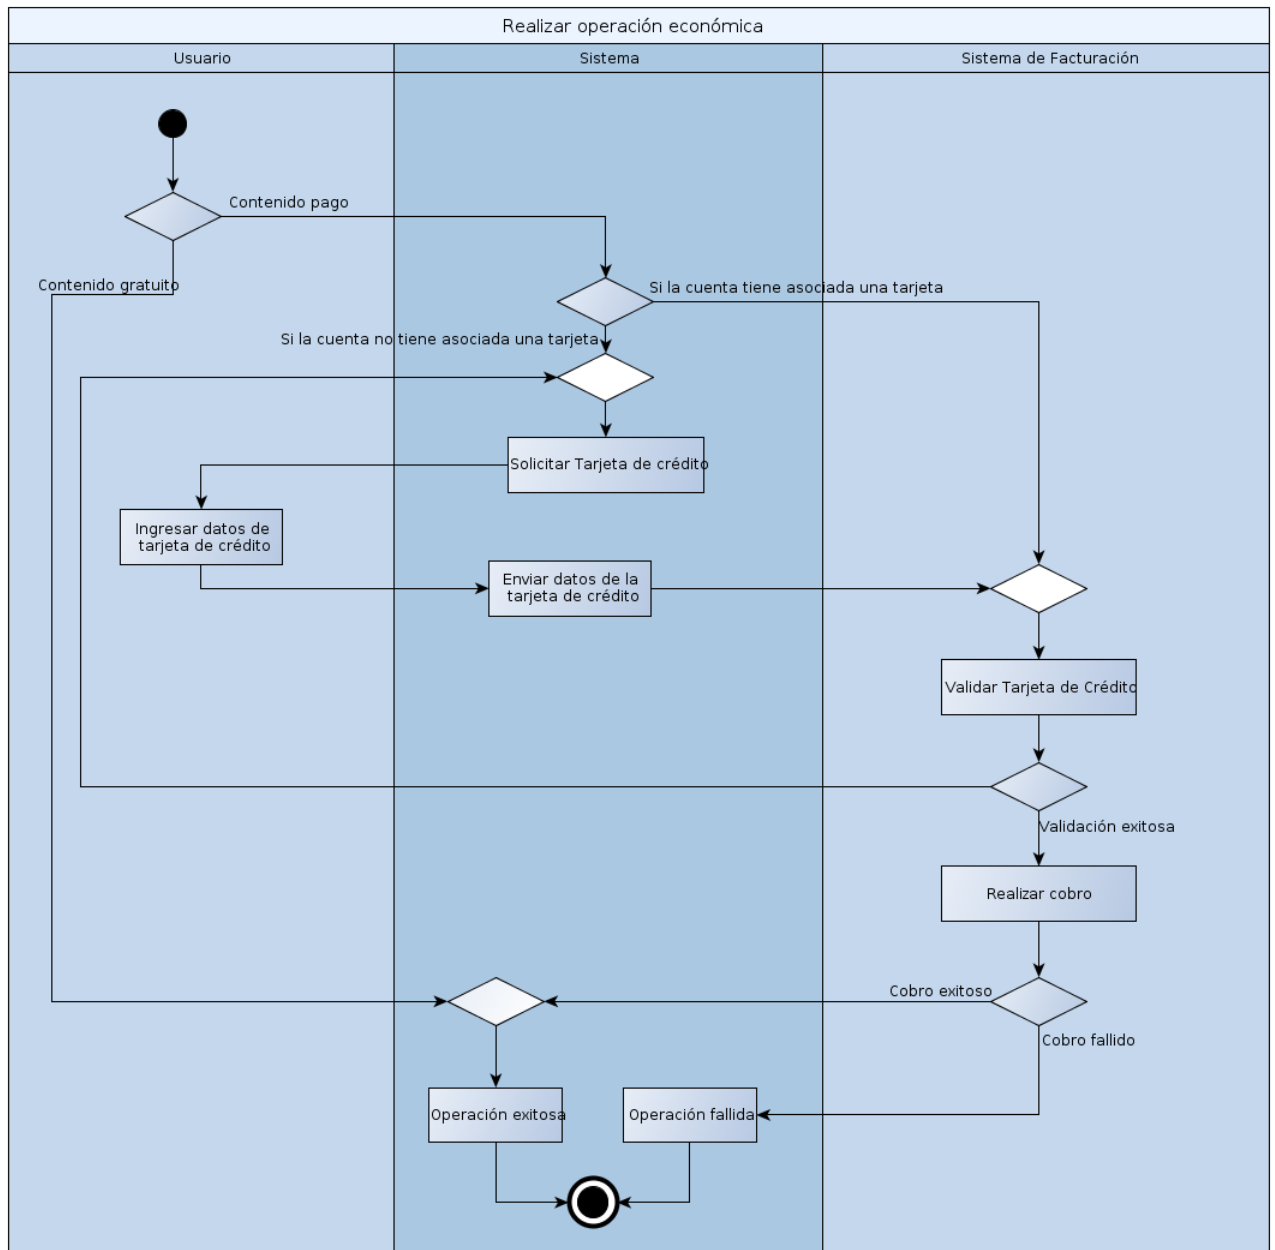 Realizar operación económica
Usuario
Sistema
Sistema de Facturación
Contenido pago
Contenido gratuito
Si la cuenta tiene asociada una tarjeta
Si la cuenta no tiene asociada una tarjeta
Solicitar Tarjeta de crédito
Ingresar datos de
tarjeta de crédito
Enviar datos de la
tarjeta de crédito
Validar Tarjeta de Crédito
Validación exitosa
Realizar cobro
Cobro exitoso
Cobro fallido
Operación exitosa
Operación fallida